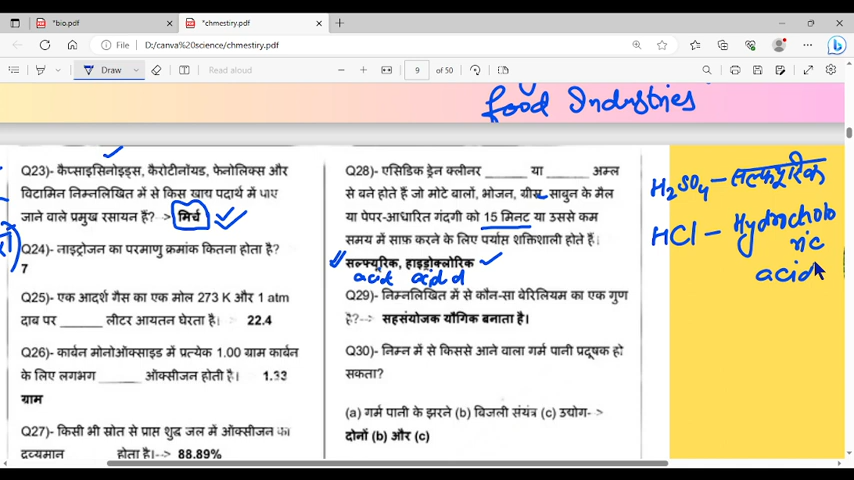 *bio.pdf
*chmestiry.pdf
File
D:/canva%20science/chmestiry.pdf
Draw
Read aloud
9
of 50
food Industries
Q23)- कैप्साइसिनोइड्स, कैरोटीनॉयड, फेनोलिक्स और
विटामिन निम्नलिखित में से किस खाद्य पदार्थ में पाए
जाने वाले प्रमुख रसायन हैं? -> मिर्च
Q24)- नाइट्रोजन का परमाणु क्रमांक कितना होता है?
7
Q25)- एक आदर्श गैस का एक मोल 273 K और 1 atm
दाब पर ______ लीटर आयतन घेरता है। 22.4
Q26)- कार्बन मोनोऑक्साइड में प्रत्येक 1.00 ग्राम कार्बन
के लिए लगभग ______ ऑक्सीजन होती है। 1.33
ग्राम
Q27)- किसी भी स्रोत से प्राप्त शुद्ध जल में ऑक्सीजन का
द्रव्यमान ______ होता है।-> 88.89%
Q28)- एसिडिक ड्रेन क्लीनर ______ या ______ अम्ल
से बने होते हैं जो मोटे बालों, भोजन, ग्रीस, साबुन के मैल
या पेपर-आधारित गंदगी को 15 मिनट या उससे कम
समय में साफ़ करने के लिए पर्याप्त शक्तिशाली होते हैं।
सल्फ्यूरिक, हाइड्रोक्लोरिक
acid acid
Q29)- निम्नलिखित में से कौन-सा बेरिलियम का एक गुण
है?--> सहसंयोजक यौगिक बनाता है।
Q30)- निम्न में से किससे आने वाला गर्म पानी प्रदूषक हो
सकता?
(a) गर्म पानी के झरने (b) बिजली संयंत्र (c) उद्योग- >
दोनों (b) और (c)
H2SO4 – सल्फ्यूरिक
HCl – Hydrocholo
ric
acid